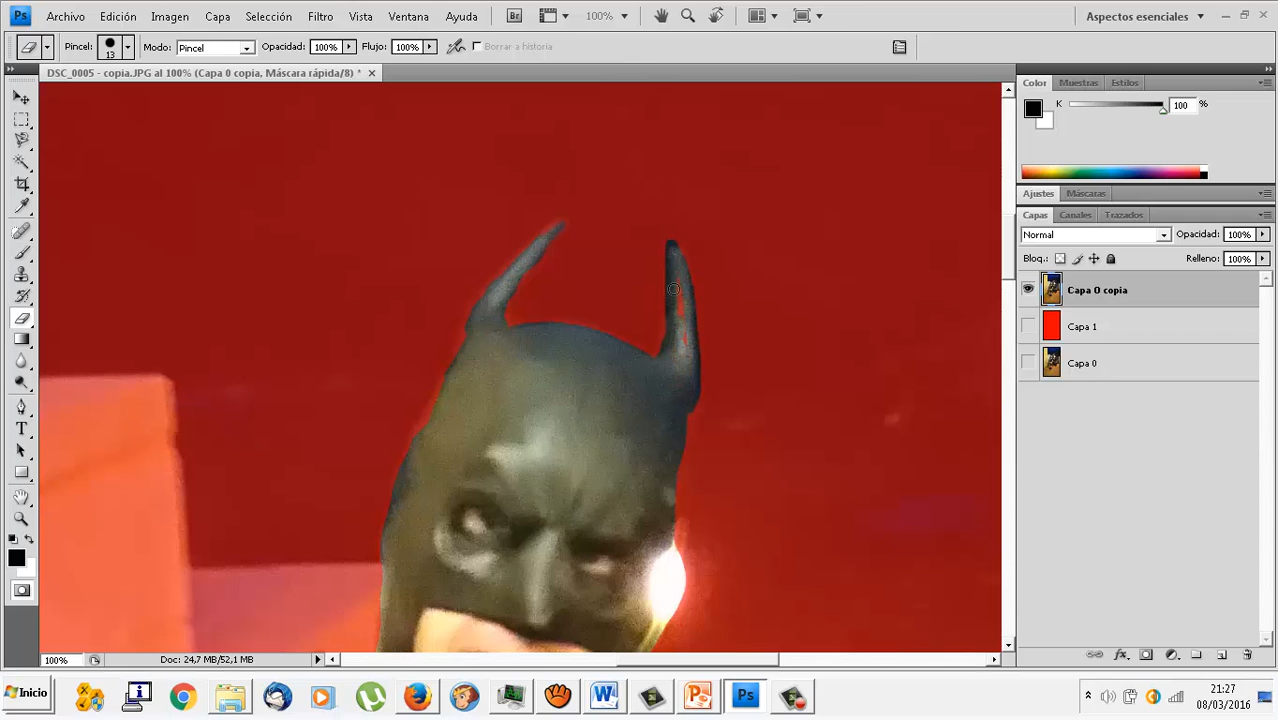 Ps Archivo Edición Imagen Capa Selección Filtro Vista Ventana Ayuda Br 100% Aspectos esenciales
Pincel: 13 Modo: Pincel Opacidad: 100% Flujo: 100% Borrar a historia
DSC_0005 - copia.JPG al 100% (Capa 0 copia, Máscara rápida/8) *
Color Muestras Estilos
K 100 %
Ajustes Máscaras
Capas Canales Trazados
Normal Opacidad: 100%
Bloq.: Relleno: 100%
Capa 0 copia
Capa 1
Capa 0
T
100% Doc: 24,7 MB/52,1 MB
Inicio W P Ps 21:27
08/03/2016